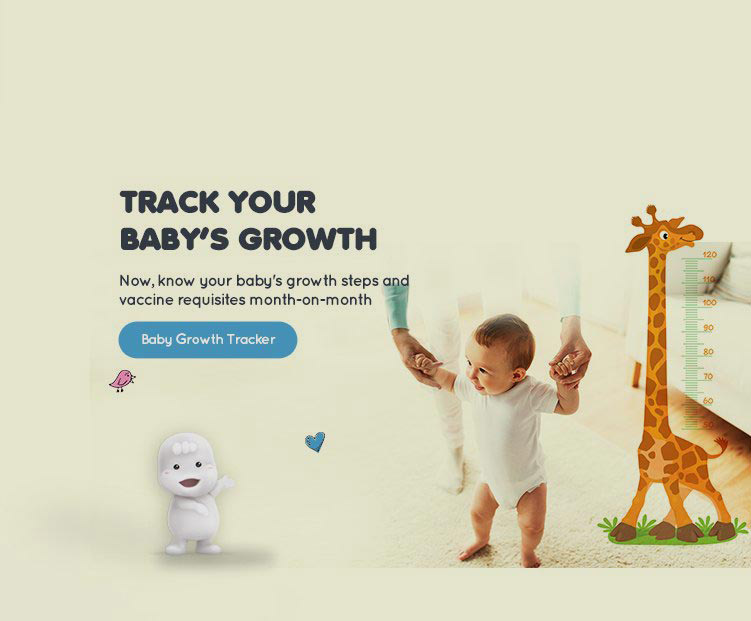 TRACK YOUR
BABY'S GROWTH
Now, know your baby's growth steps and
vaccine requisites month-on-month
Baby Growth Tracker
120
110
100
90
80
70
60
50